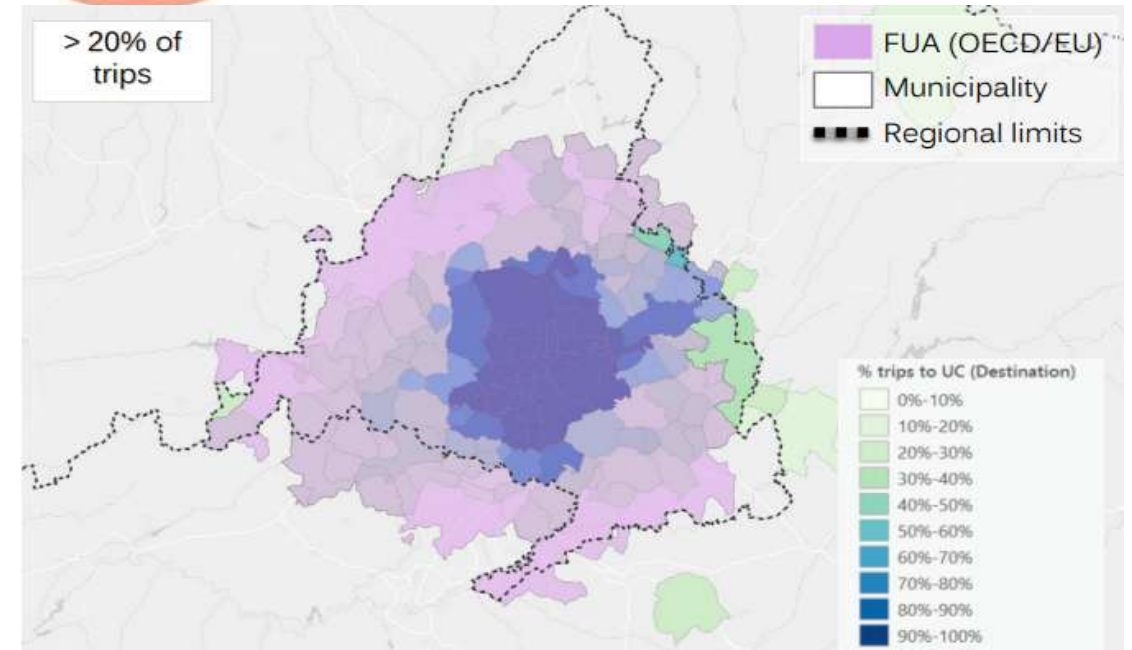 > 20% of
trips
FUA (OECD/EU)
Municipality
Regional limits
% trips to UC (Destination)
0%-10%
10%-20%
20%-30%
30%-40%
40%-50%
50%-60%
60%-70%
70%-80%
80%-90%
90%-100%